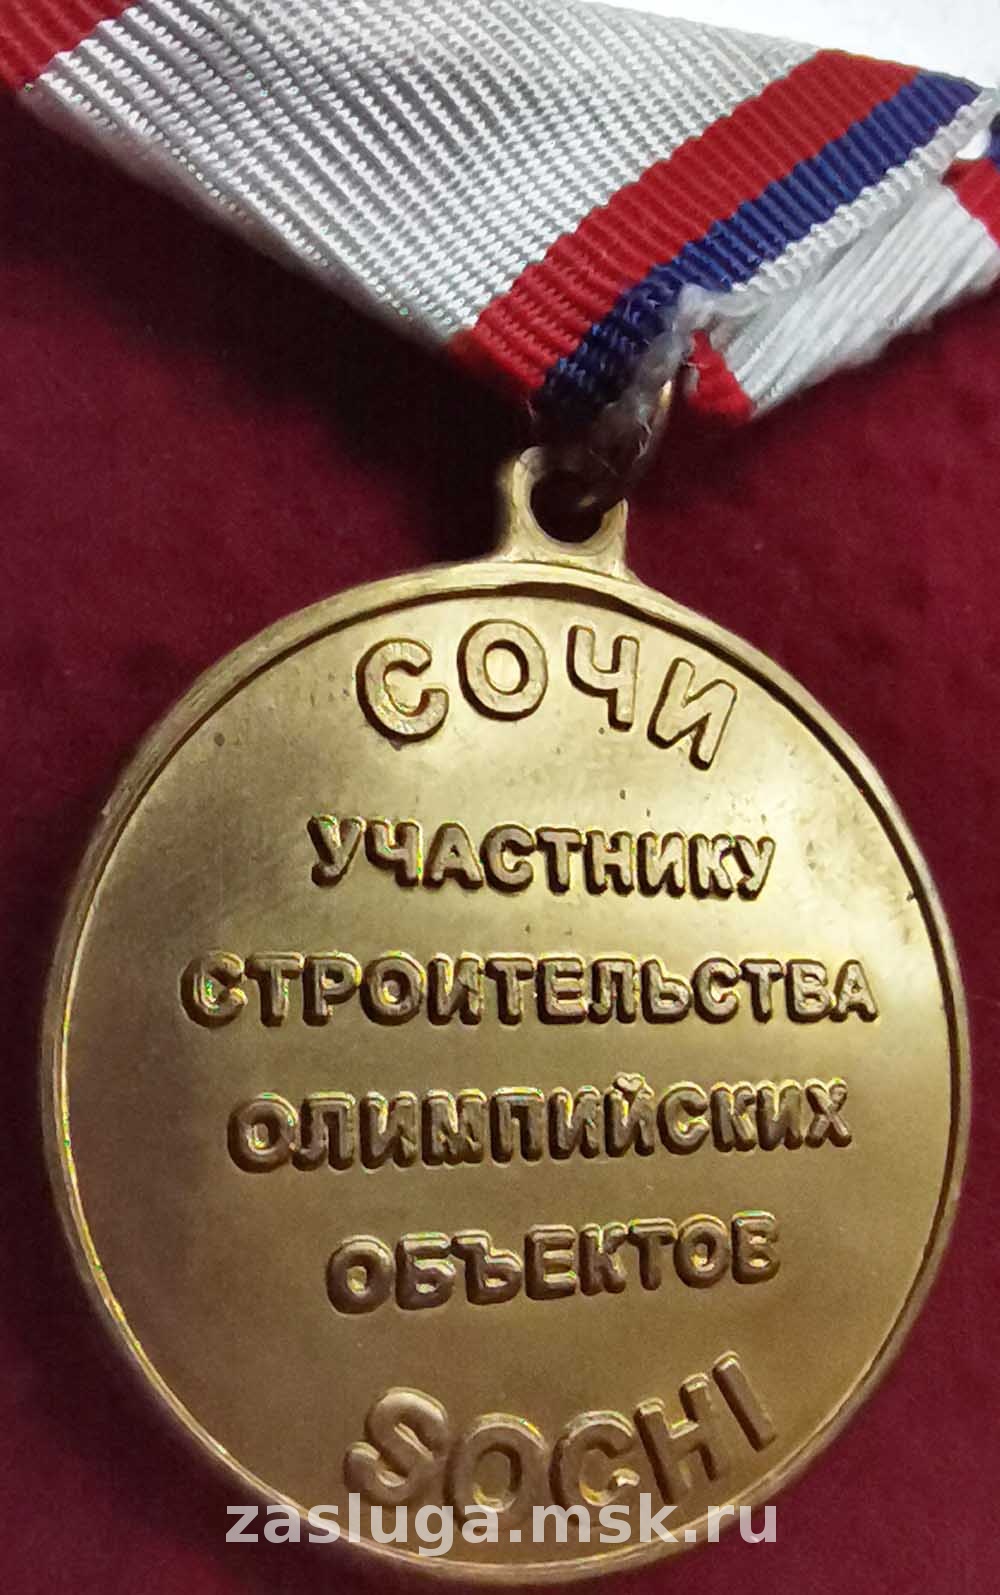 СОЧИ
УЧАСТНИКУ
СТРОИТЕЛЬСТВА
ОЛИМПИЙСКИХ
ОБЪЕКТОВ
SOCHI
zasluga.msk.ru